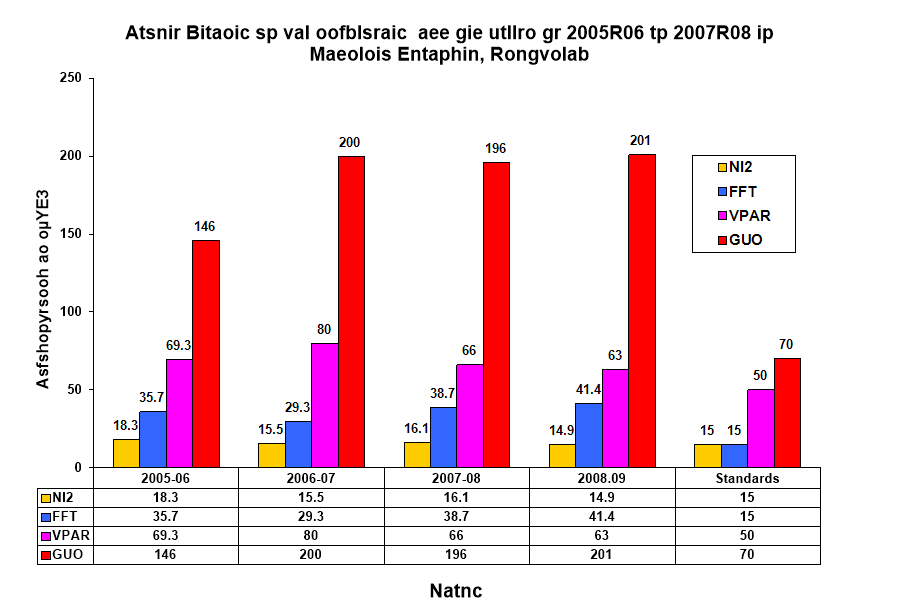 Atsnir Bitaoic sp val oofblsraic aee gie utllro gr 2005R06 tp 2007R08 ip
Maeolois Entaphin, Rongvolab
Asfshopyrsooh ao oµYE3
250
200
150
100
50
0
18.3 35.7 69.3 146
15.5 29.3 80 200
16.1 38.7 66 196
14.9 41.4 63 201
15 15 50 70
NI2
FFT
VPAR
GUO
2005-06 2006-07 2007-08 2008.09 Standards
NI2 18.3 15.5 16.1 14.9 15
FFT 35.7 29.3 38.7 41.4 15
VPAR 69.3 80 66 63 50
GUO 146 200 196 201 70
Natnc